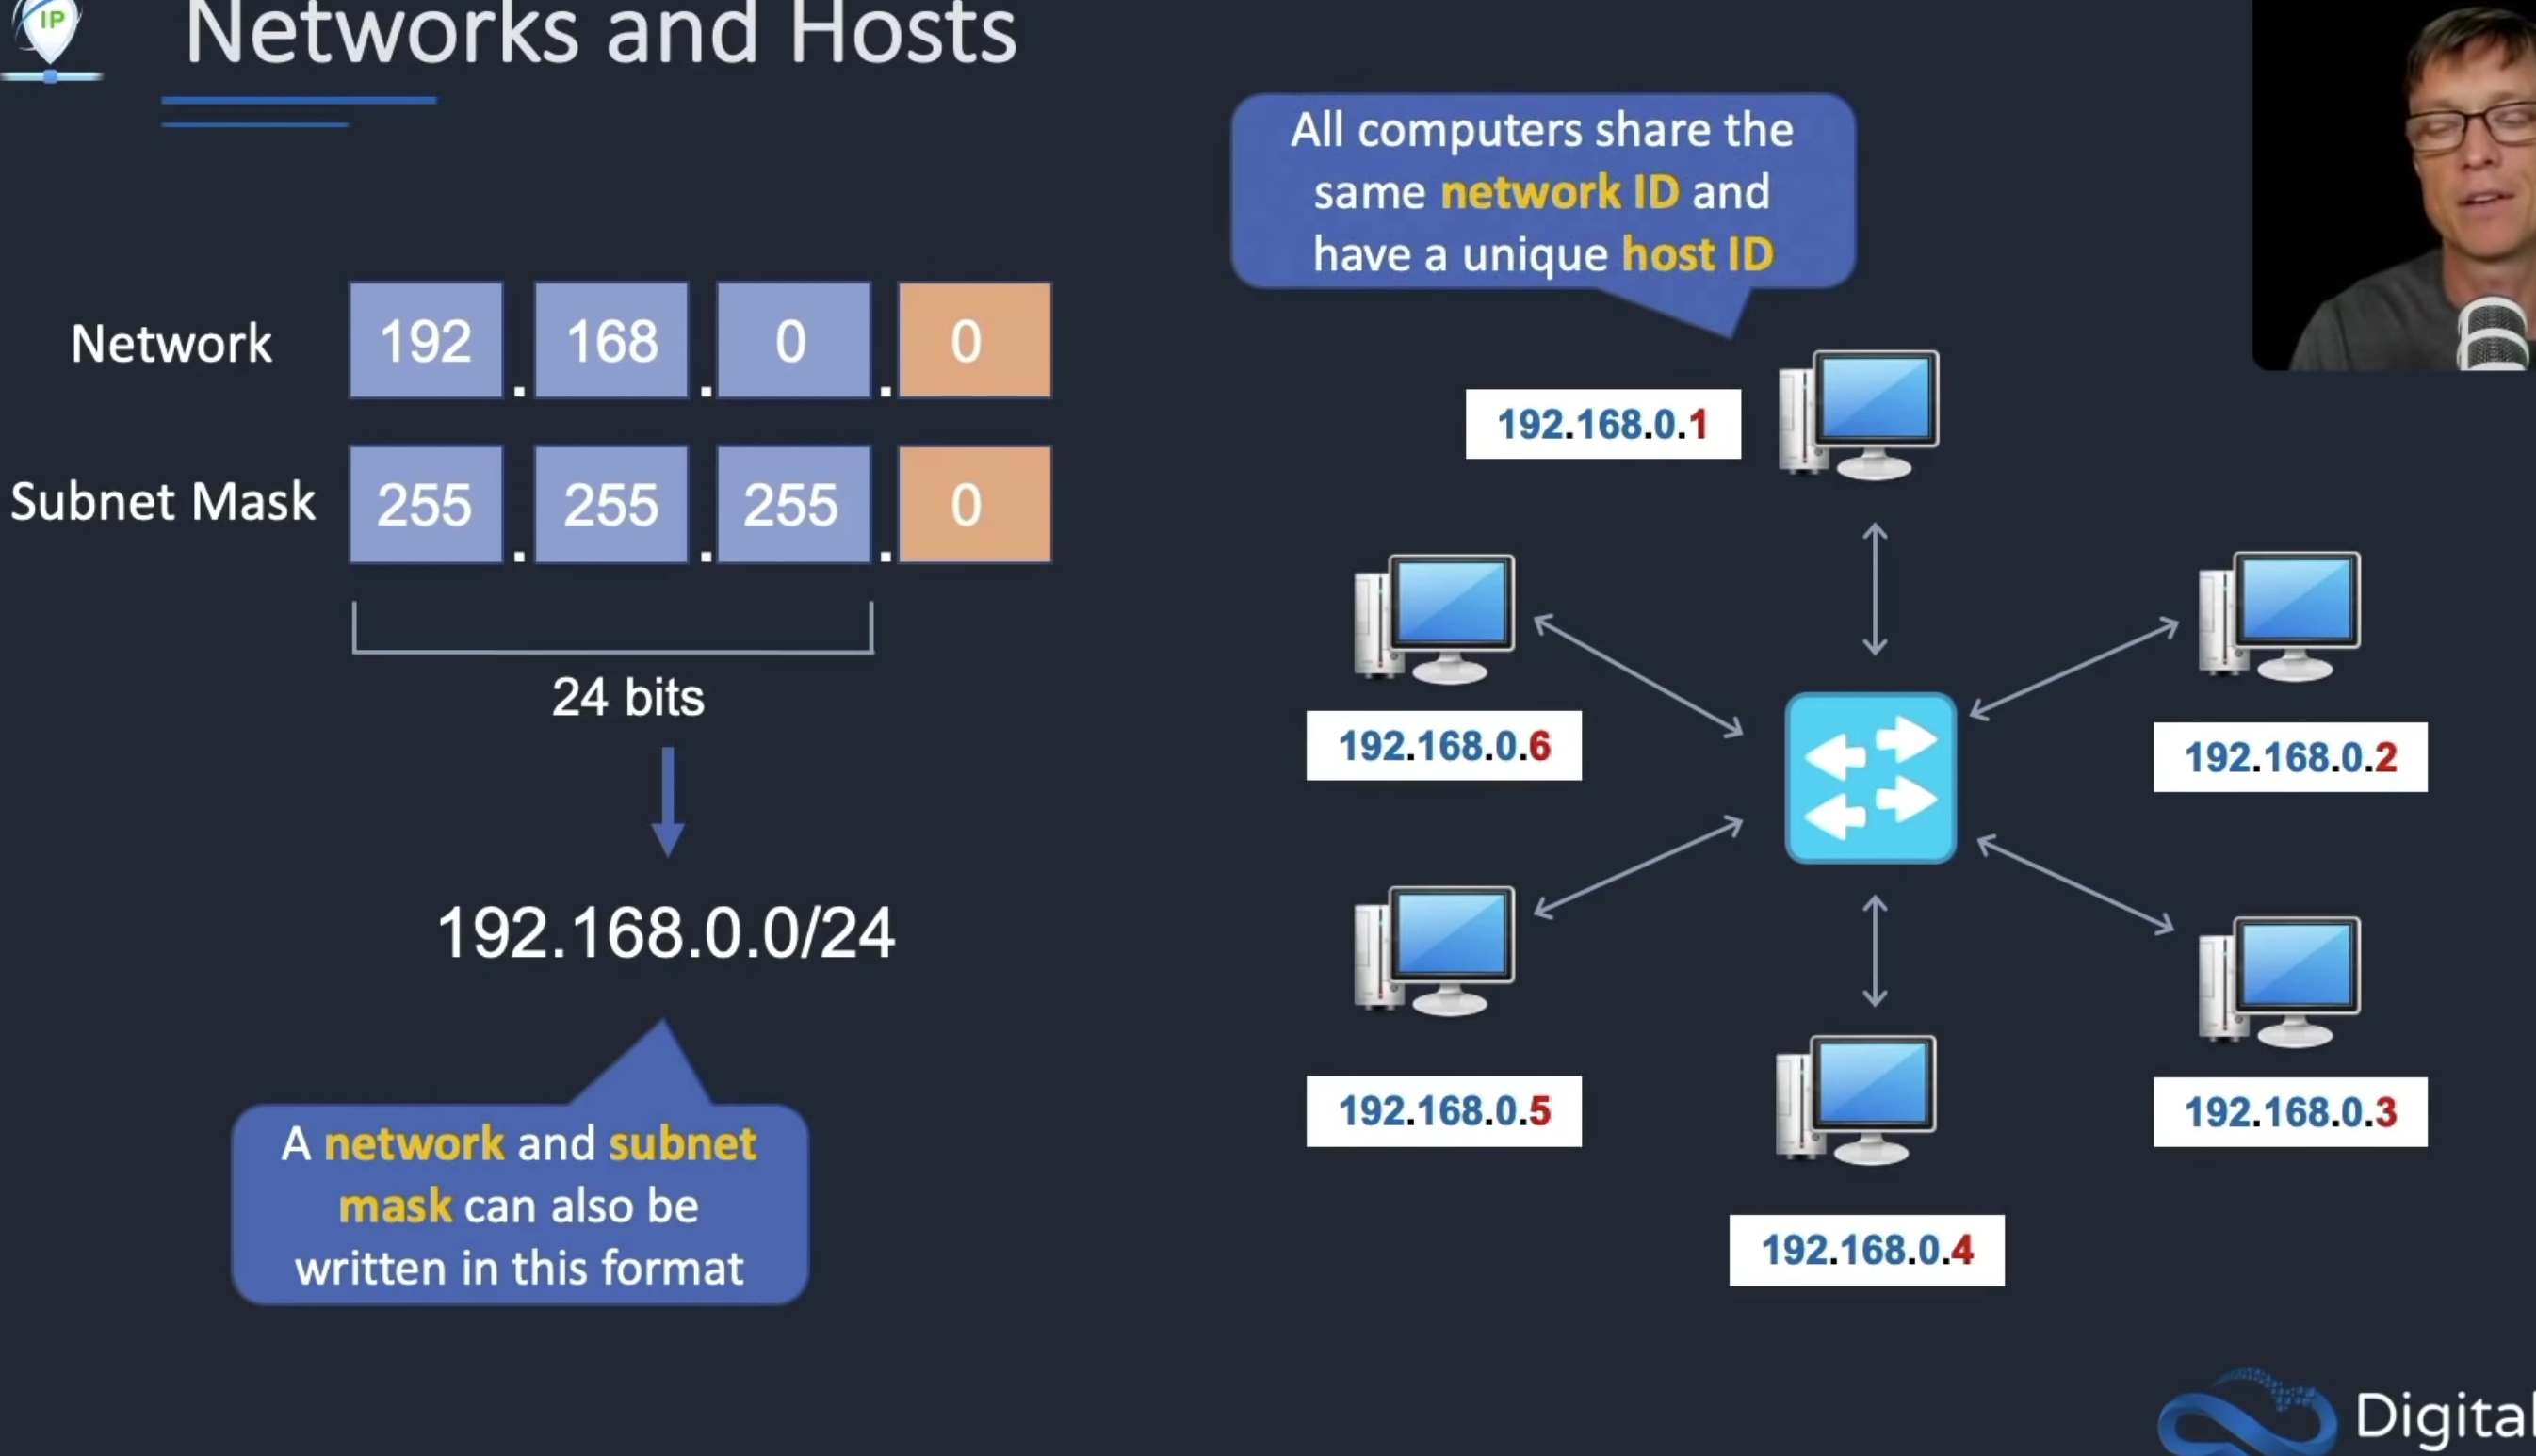 IP
Networks and Hosts
Network
192 . 168 . 0 . 0
Subnet Mask
255 . 255 . 255 . 0
24 bits
192.168.0.0/24
A network and subnet
mask can also be
written in this format
All computers share the
same network ID and
have a unique host ID
192.168.0.1
192.168.0.6
192.168.0.2
192.168.0.5
192.168.0.3
192.168.0.4
Digital